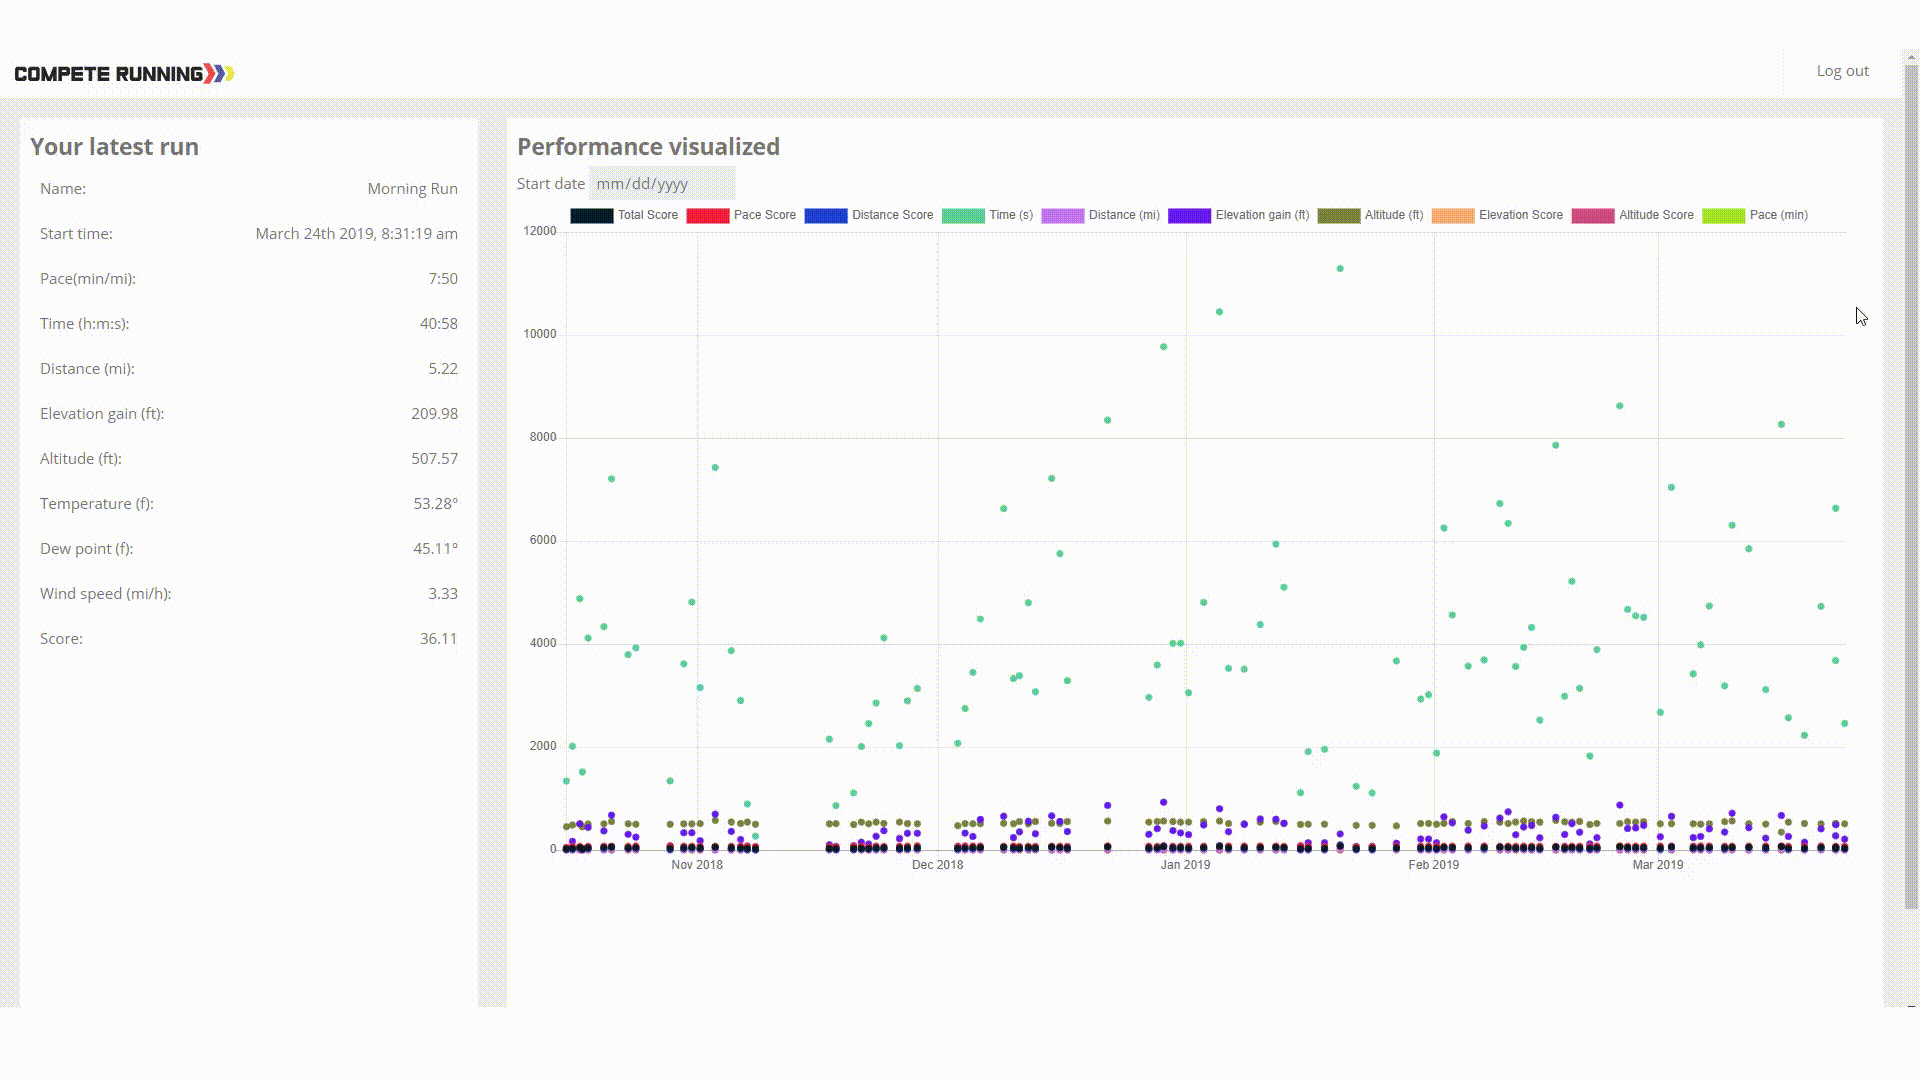 COMPETE RUNNING
Log out
Your latest run
Name: Morning Run
Start time: March 24th 2019, 8:31:19 am
Pace(min/mi): 7:50
Time (h:m:s): 40:58
Distance (mi): 5.22
Elevation gain (ft): 209.98
Altitude (ft): 507.57
Temperature (f): 53.28°
Dew point (f): 45.11°
Wind speed (mi/h): 3.33
Score: 36.11
Performance visualized
Start date mm/dd/yyyy
Total Score Pace Score Distance Score Time (s) Distance (mi) Elevation gain (ft) Altitude (ft) Elevation Score Altitude Score Pace (min)
12000
10000
8000
6000
4000
2000
0
Nov 2018 Dec 2018 Jan 2019 Feb 2019 Mar 2019